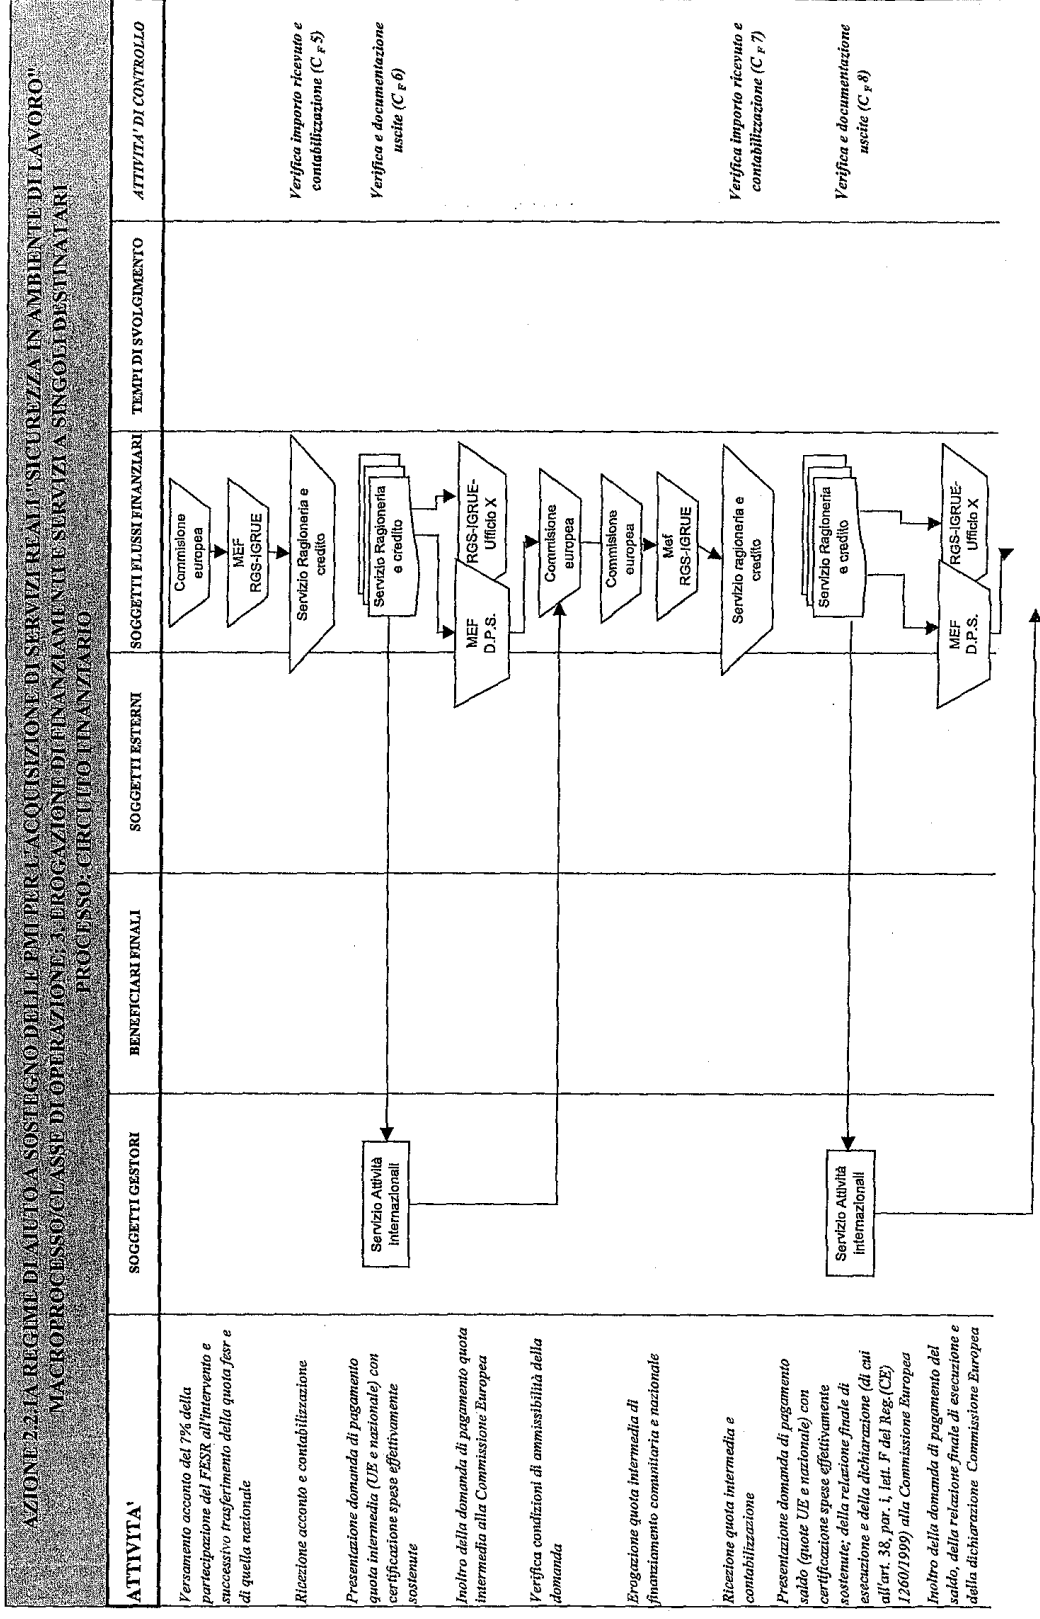 AZIONE 2.2.1A REGIME DI AIUTO A SOSTEGNO DELLE PMI PER L'ACQUISIZIONE DI SERVIZI REALI "SICUREZZA IN AMBIENTE DI LAVORO"
MACROPROCESSO/CLASSE DI OPERAZIONE: 3. EROGAZIONE DI FINANZIAMENTI E SERVIZI A SINGOLI DESTINATARI
PROCESSO: CIRCUITO FINANZIARIO
ATTIVITA'
SOGGETTI GESTORI
BENEFICIARI FINALI
SOGGETTI ESTERNI
SOGGETTI FLUSSI FINANZIARI
TEMPI DI SVOLGIMENTO
ATTIVITA' DI CONTROLLO
Versamento acconto del 7% della
partecipazione del FESR all'intervento e
successivo trasferimento della quota fesr e
di quella nazionale
Commisione
europea
MEF
RGS-IGRUE
Ricezione acconto e contabilizzazione
Servizio Ragioneria e
credito
Verifica importo ricevuto e
contabilizzazione (C F 5)
Presentazione domanda di pagamento
quota intermedia (UE e nazionale) con
certificazione spese effettivamente
sostenute
Servizio Attività
internazionali
Servizio Ragioneria
e credito
Verifica e documentazione
uscite (C F 6)
Inoltro della domanda di pagamento quota
intermedia alla Commissione Europea
MEF
D.P.S.
RGS-IGRUE-
Ufficio X
Verifica condizioni di ammissibilità della
domanda
Commisione
europea
Erogazione quota intermedia di
finanziamento comunitaria e nazionale
Commisione
europea
Mef
RGS-IGRUE
Ricezione quota intermedia e
contabilizzazione
Servizio ragioneria e
credito
Verifica importo ricevuto e
contabilizzazione (C F 7)
Presentazione domanda di pagamento
saldo (quote UE e nazionale) con
certificazione spese effettivamente
sostenute; della relazione finale di
esecuzione e della dichiarazione (di cui
all'art. 38, par. i, lett. F del Reg.(CE)
1260/1999) alla Commissione Europea
Servizio Attività
internazionali
Servizio Ragioneria
e credito
Verifica e documentazione
uscite (C F 8)
Inoltro della domanda di pagamento del
saldo, della relazione finale di esecuzione e
della dichiarazione Commissione Europea
MEF
D.P.S.
RGS-IGRUE-
Ufficio X